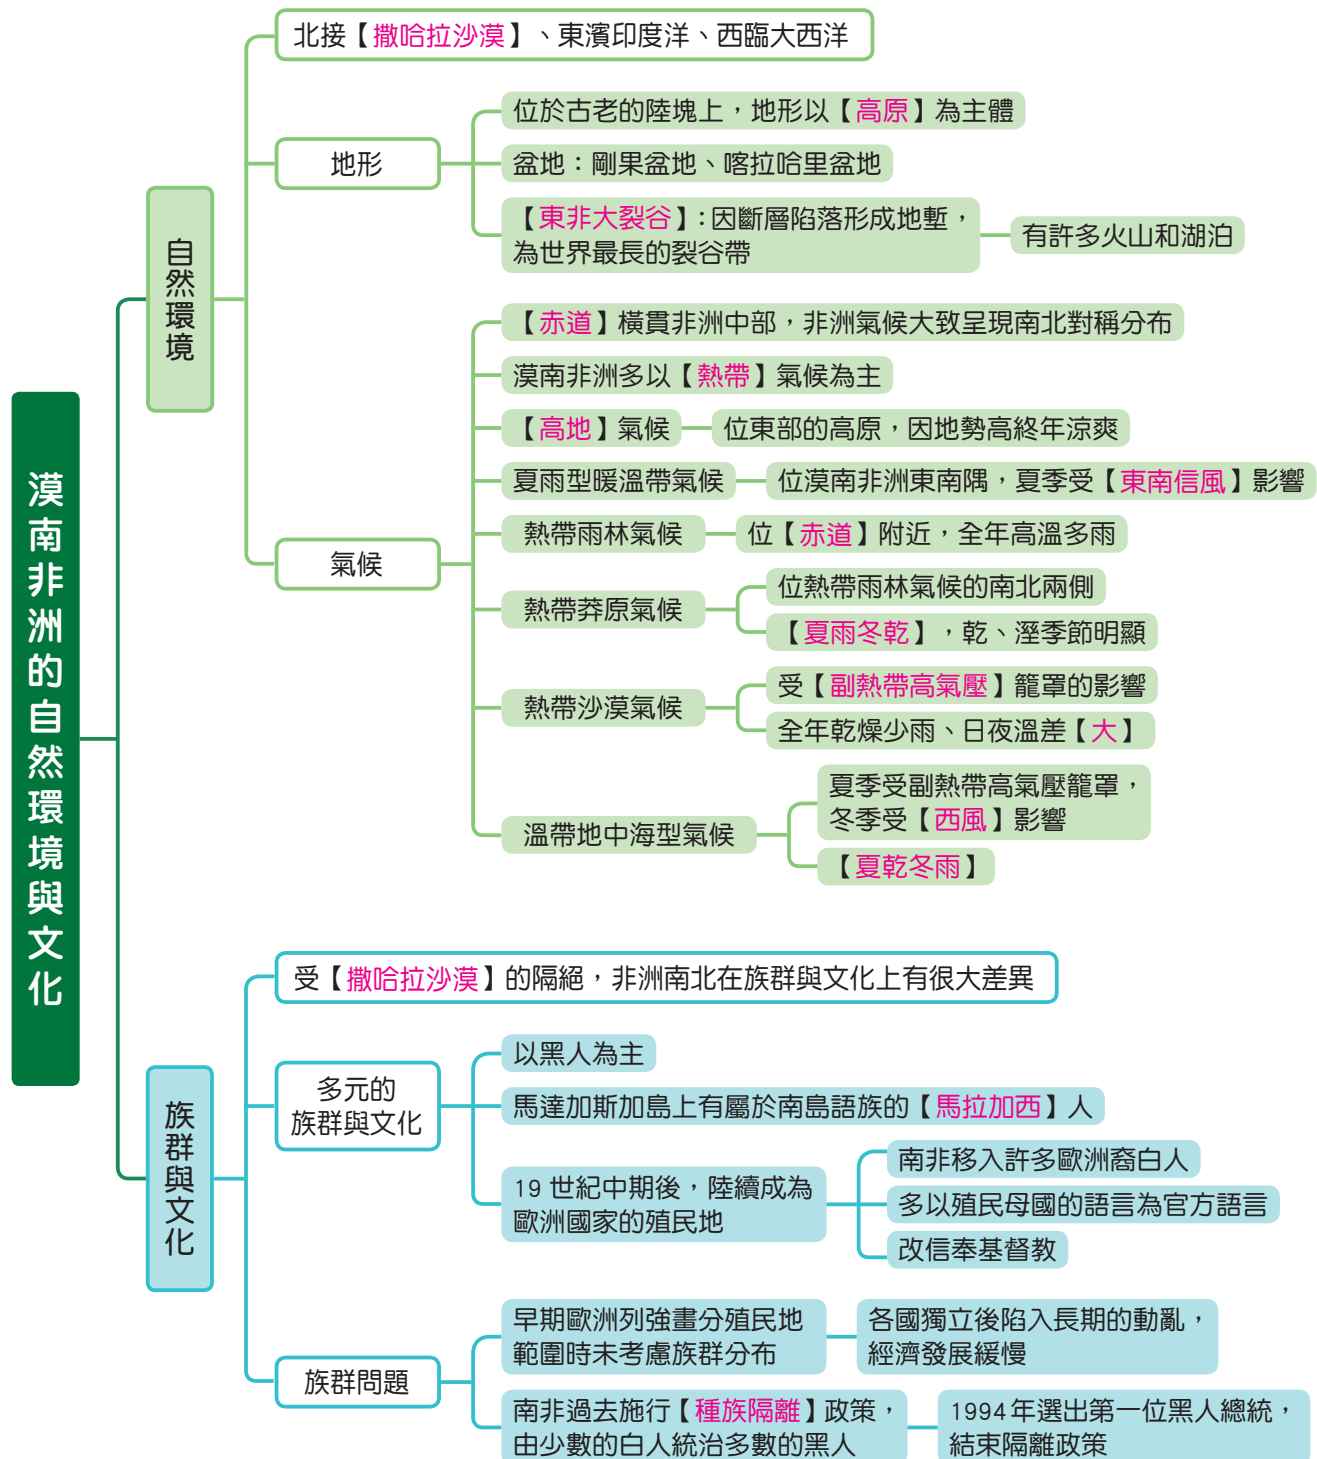 漠南非洲的自然環境與文化
自然環境
北接【撒哈拉沙漠】、東濱印度洋、西臨大西洋
地形
位於古老的陸塊上，地形以【高原】為主體
盆地：剛果盆地、喀拉哈里盆地
【東非大裂谷】：因斷層陷落形成地塹，
為世界最長的裂谷帶
有許多火山和湖泊
氣候
【赤道】橫貫非洲中部，非洲氣候大致呈現南北對稱分布
漠南非洲多以【熱帶】氣候為主
【高地】氣候
位東部的高原，因地勢高終年涼爽
夏雨型暖溫帶氣候
位漠南非洲東南隅，夏季受【東南信風】影響
熱帶雨林氣候
位【赤道】附近，全年高溫多雨
熱帶莽原氣候
位熱帶雨林氣候的南北兩側
【夏雨冬乾】，乾、溼季節明顯
熱帶沙漠氣候
受【副熱帶高氣壓】籠罩的影響
全年乾燥少雨、日夜溫差【大】
溫帶地中海型氣候
夏季受副熱帶高氣壓籠罩，
冬季受【西風】影響
【夏乾冬雨】
族群與文化
受【撒哈拉沙漠】的隔絕，非洲南北在族群與文化上有很大差異
多元的
族群與文化
以黑人為主
馬達加斯加島上有屬於南島語族的【馬拉加西】人
19 世紀中期後，陸續成為
歐洲國家的殖民地
南非移入許多歐洲裔白人
多以殖民母國的語言為官方語言
改信奉基督教
族群問題
早期歐洲列強畫分殖民地
範圍時未考慮族群分布
各國獨立後陷入長期的動亂，
經濟發展緩慢
南非過去施行【種族隔離】政策，
由少數的白人統治多數的黑人
1994年選出第一位黑人總統，
結束隔離政策